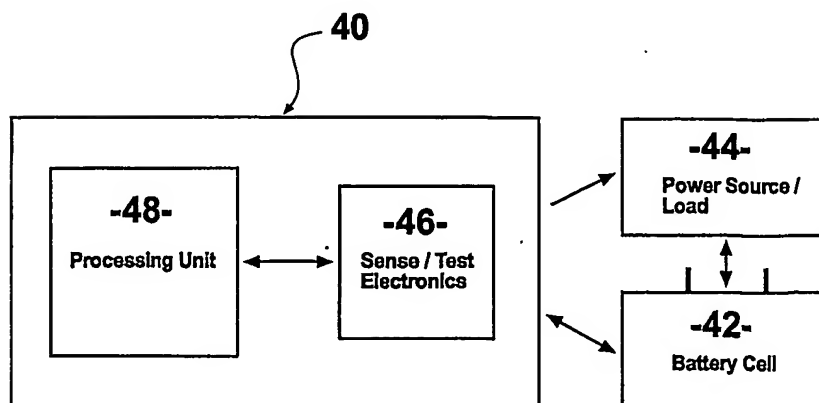 40
-48-
Processing Unit
-46-
Sense / Test
Electronics
-44-
Power Source /
Load
-42-
Battery Cell